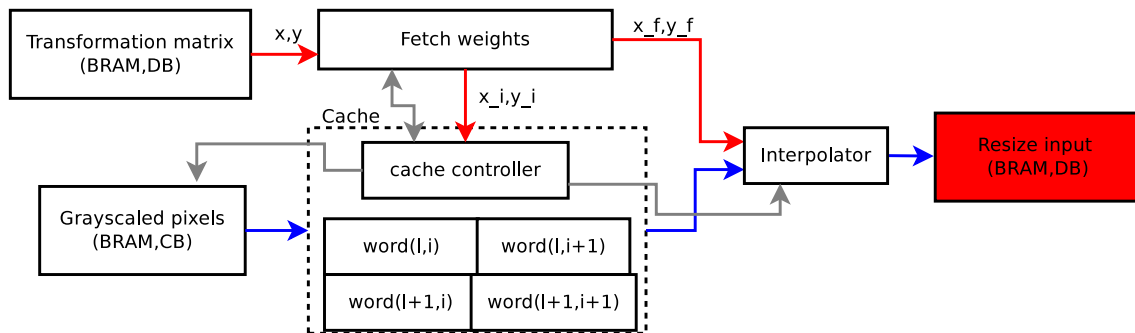 Transformation matrix
(BRAM,DB)
x,y
Fetch weights
x_f,y_f
x_i,y_i
Cache
cache controller
Interpolator
Resize input
(BRAM,DB)
Grayscaled pixels
(BRAM,CB)
word(l,i)
word(l,i+1)
word(l+1,i)
word(l+1,i+1)